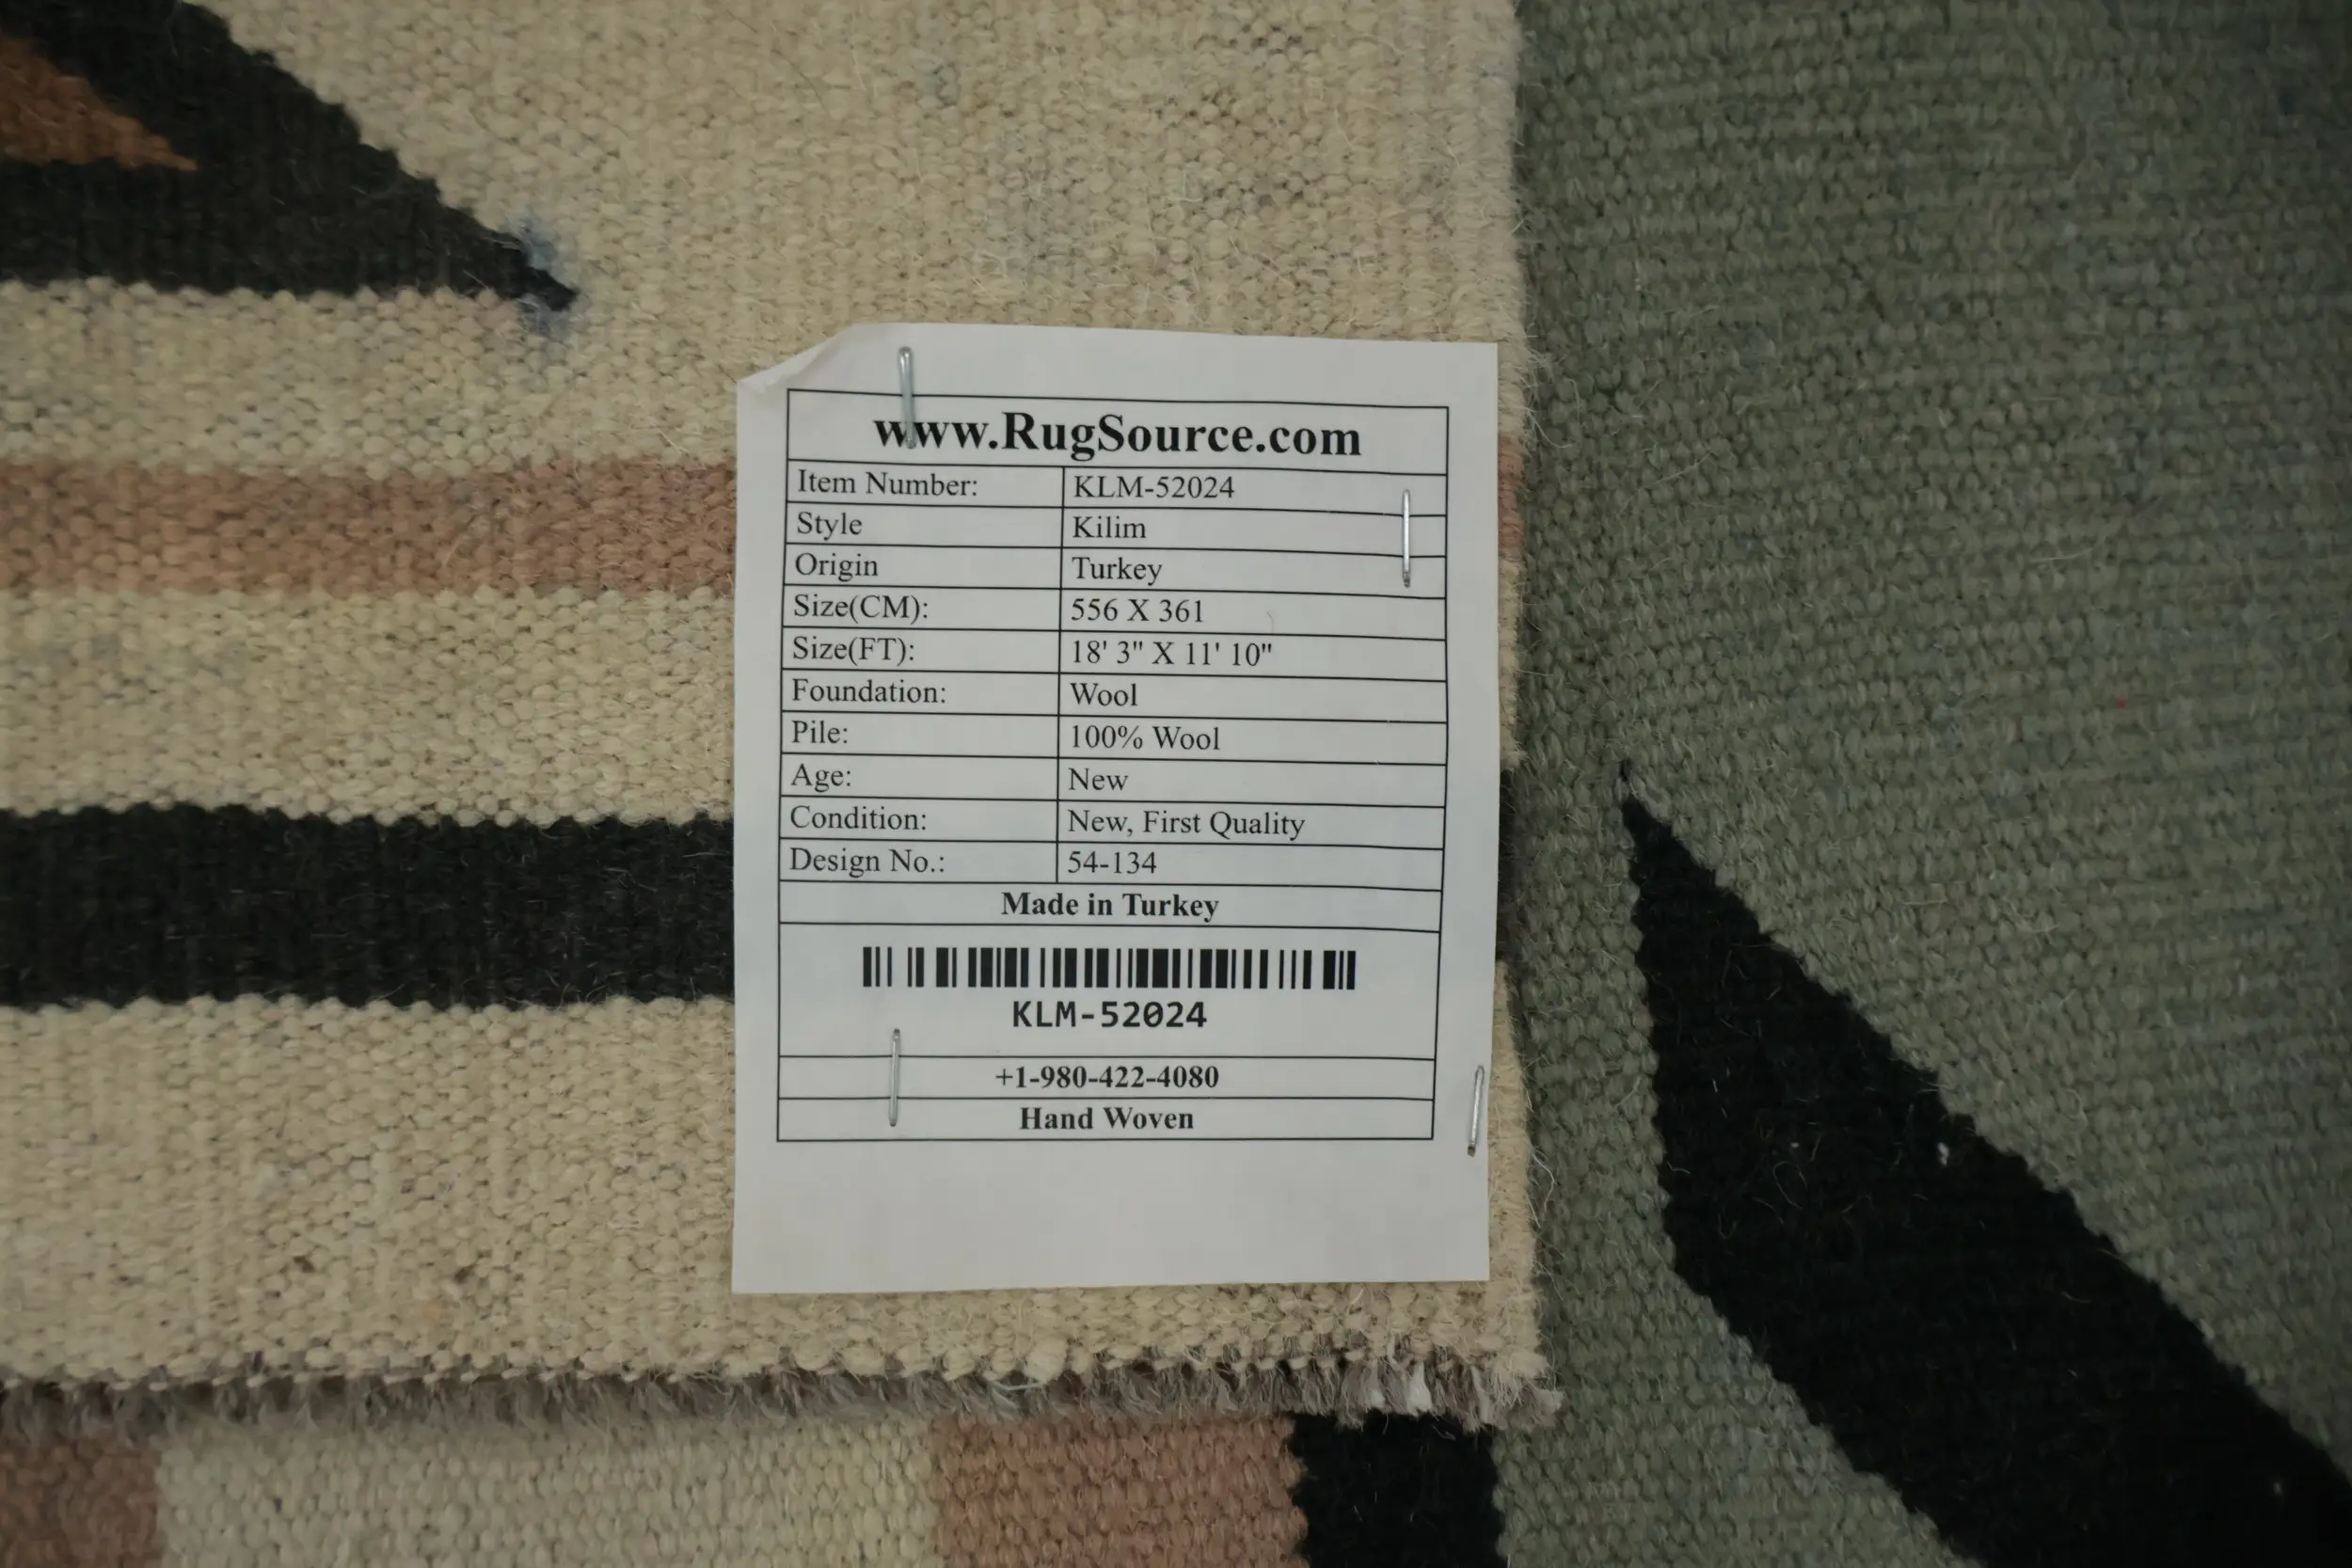 www.RugSource.com
Item Number: KLM-52024
Style Kilim
Origin Turkey
Size(CM): 556 X 361
Size(FT): 18' 3" X 11' 10"
Foundation: Wool
Pile: 100% Wool
Age: New
Condition: New, First Quality
Design No.: 54-134
Made in Turkey
KLM-52024
+1-980-422-4080
Hand Woven